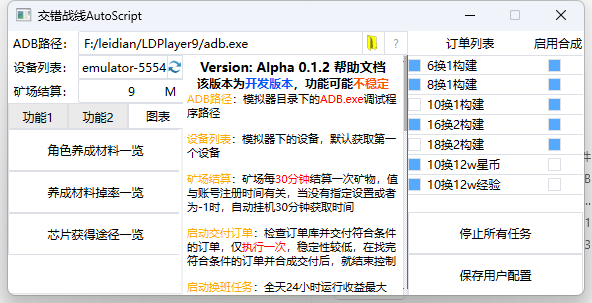 交错战线AutoScript
ADB路径: F:/leidian/LDPlayer9/adb.exe ?
设备列表: emulator-5554
矿场结算: 9 M
功能1 功能2 图表
角色养成材料一览
养成材料掉率一览
芯片获得途径一览
Version: Alpha 0.1.2 帮助文档
该版本为开发版本，功能可能不稳定
ADB路径：模拟器目录下的ADB.exe调试程
序路径
设备列表：模拟器下的设备，默认获取第一
个设备
矿场结算：矿场每30分钟结算一次矿物，值
与账号注册时间有关，当没有指定设置或者
为-1时，自动挂机30分钟获取时间
启动交付订单：检查订单库并交付符合条件
的订单，仅执行一次，稳定性较低，在找完
符合条件的订单并合成交付后，就结束控制
启动换班任务：全天24小时运行收益最大
订单列表 启用合成
6换1构建
8换1构建
10换1构建
16换2构建
18换2构建
10换12w星币
10换12w经验
停止所有任务
保存用户配置